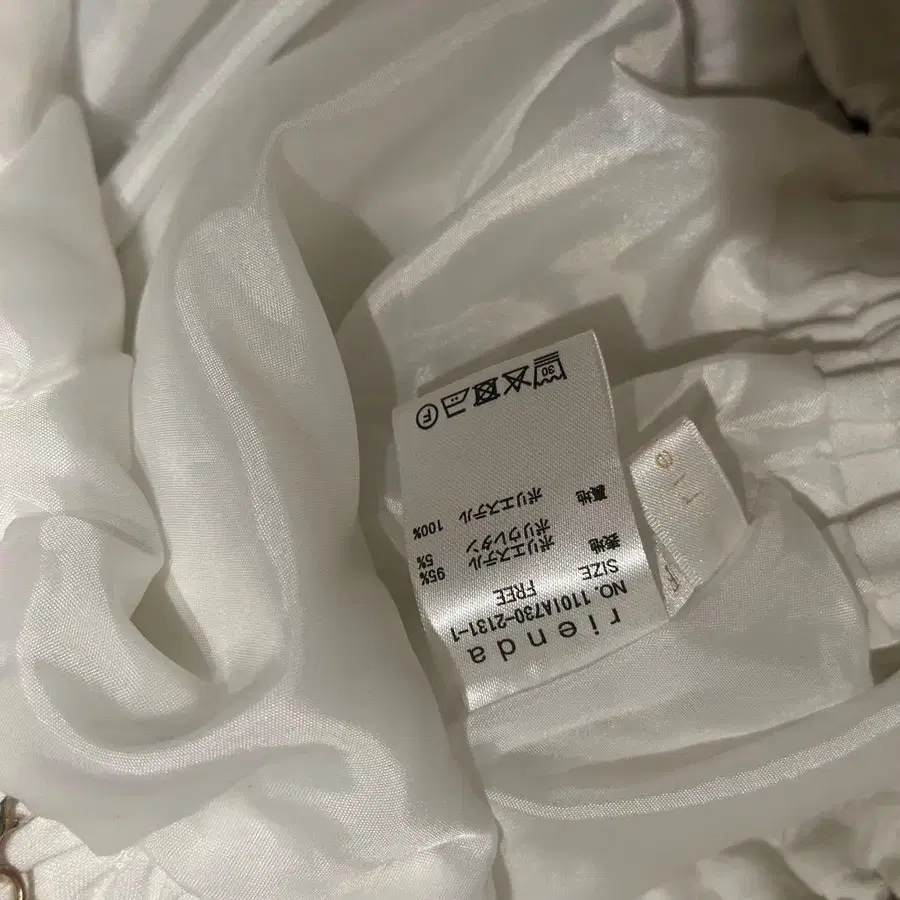 rienda
NO. 110IA730-2131-1
SIZE FREE
表地 ポリエステル 95%
ポリウレタン 5%
裏地 ポリエステル 100%
F
30
F